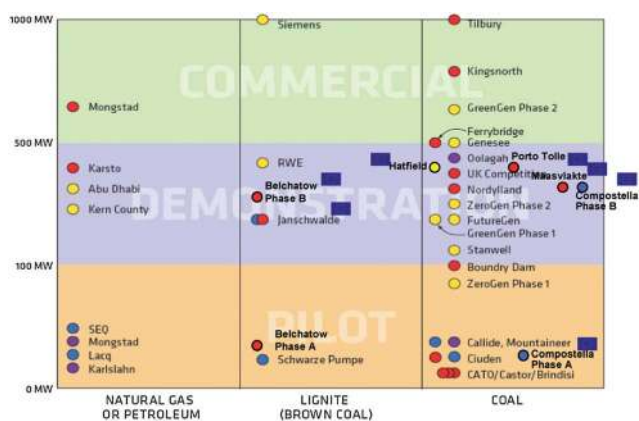 1000 MW
Siemens
Tilbury
COMMERCIAL
Kingsnorth
Mongstad
GreenGen Phase 2
Ferrybridge
500 MW
Genesee
Oolagah
Porto Tolle
Karsto
RWE
Hatfield
UK Competition
Maasvlakte
Abu Dhabi
Belchatow
Phase B
DEMONSTRATION
Nordylland
Compostella
Phase B
Kern County
ZeroGen Phase 2
Janschwalde
FutureGen
GreenGen Phase 1
Stanwell
100 MW
Boundry Dam
ZeroGen Phase 1
PILOT
SEQ
Mongstad
Belchatow
Phase A
Callide, Mountaineer
Lacq
Schwarze Pumpe
Ciuden
Compostella
Phase A
Karlslahn
CATO/Castor/Brindisi
0 MW
NATURAL GAS
OR PETROLEUM
LIGNITE
(BROWN COAL)
COAL